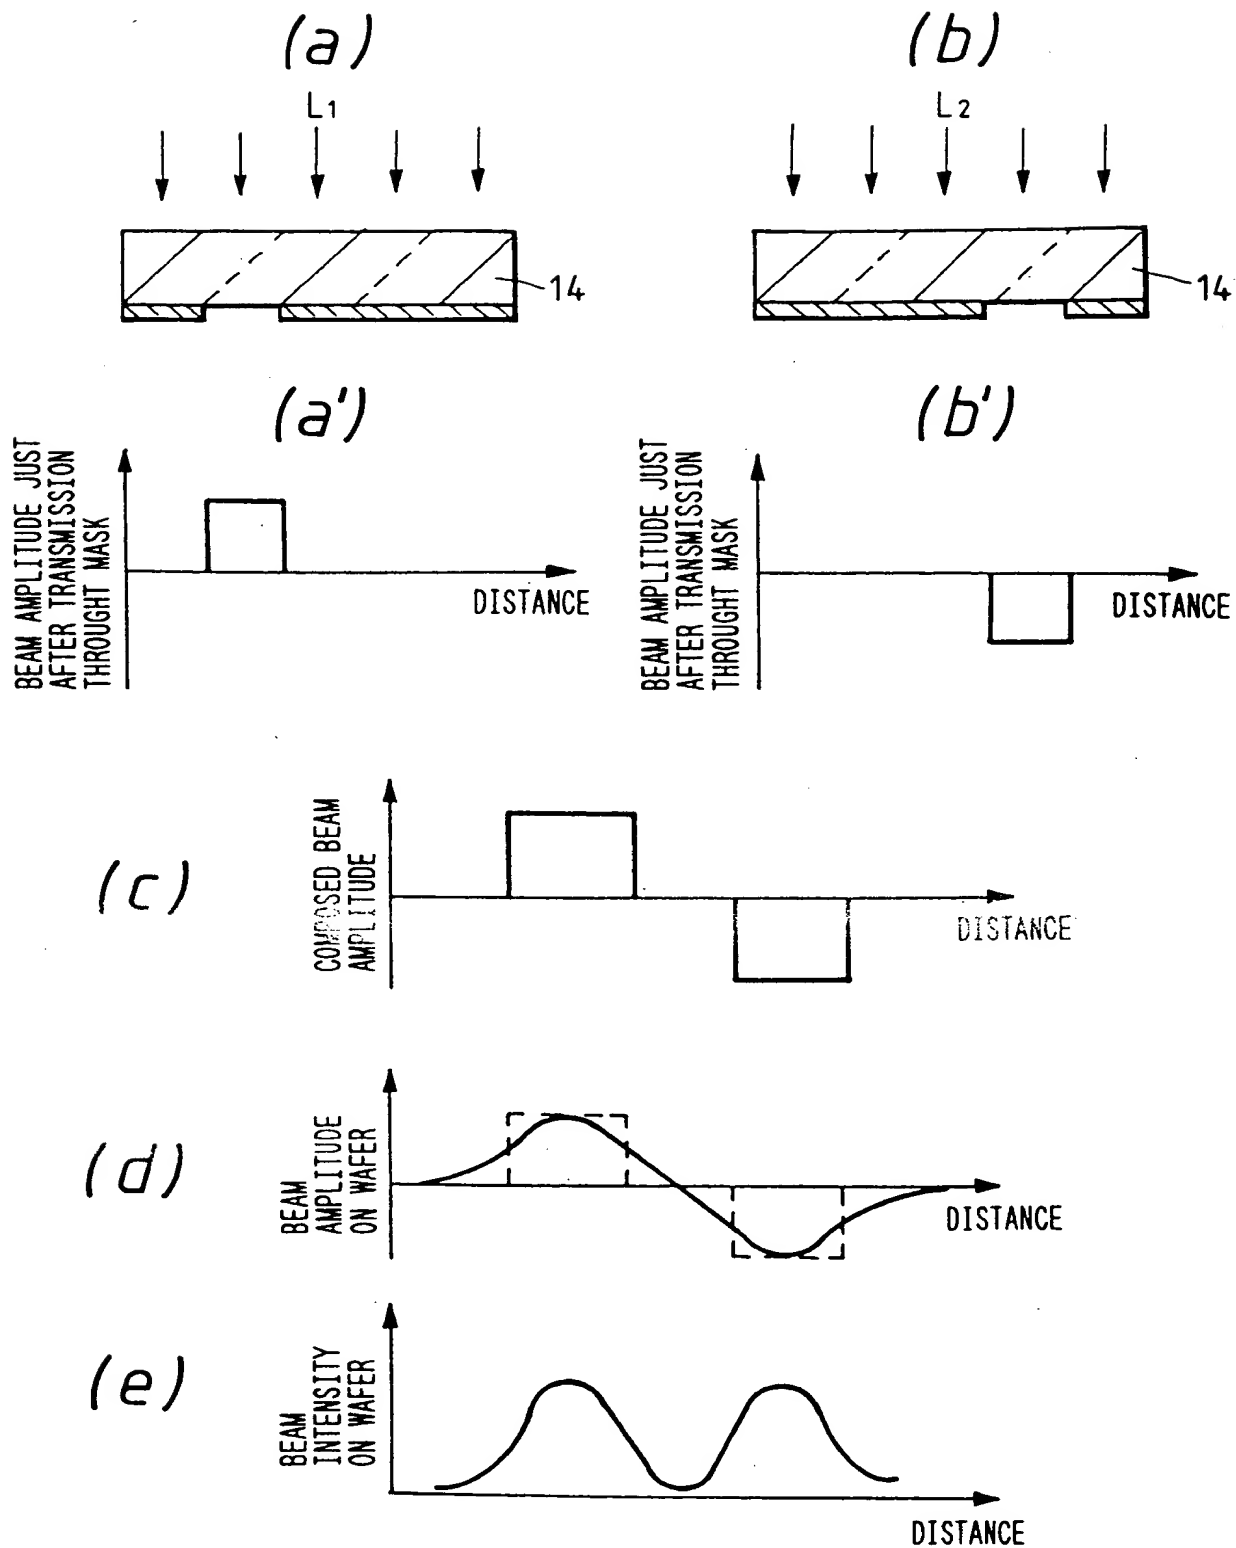 (a)
(b)
L1
L2
14
14
(a')
(b')
BEAM AMPLITUDE JUST
AFTER TRANSMISSION
THROUGHT MASK
DISTANCE
BEAM AMPLITUDE JUST
AFTER TRANSMISSION
THROUGHT MASK
DISTANCE
(c)
COMPOSED BEAM
AMPLITUDE
DISTANCE
(d)
BEAM
AMPLITUDE
ON WAFER
DISTANCE
(e)
BEAM
INTENSITY
ON WAFER
DISTANCE